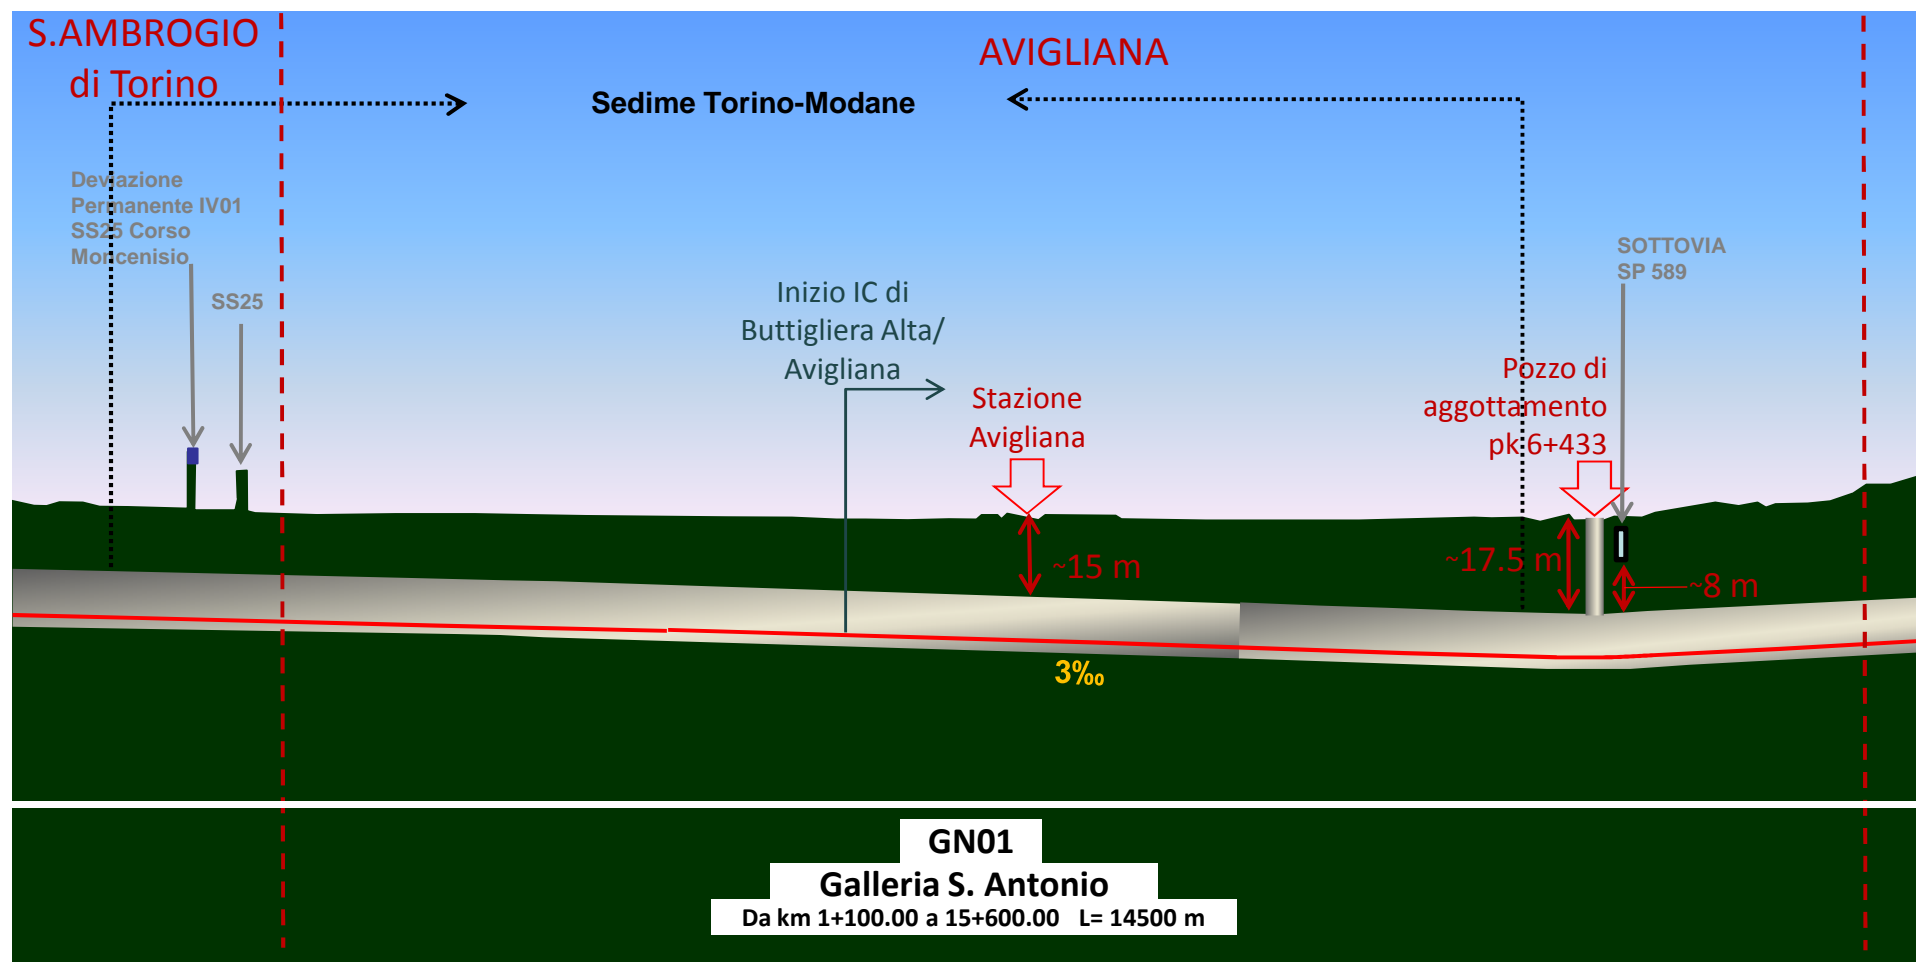 S.AMBROGIO
di Torino
AVIGLIANA
Sedime Torino-Modane
Deviazione
Permanente IV01
SS25 Corso
Moncenisio
SS25
Inizio IC di
Buttigliera Alta/
Avigliana
Stazione
Avigliana
SOTTOVIA
SP 589
Pozzo di
aggottamento
pk 6+433
~15 m
~17.5 m
~8 m
3‰
GN01
Galleria S. Antonio
Da km 1+100.00 a 15+600.00 L= 14500 m